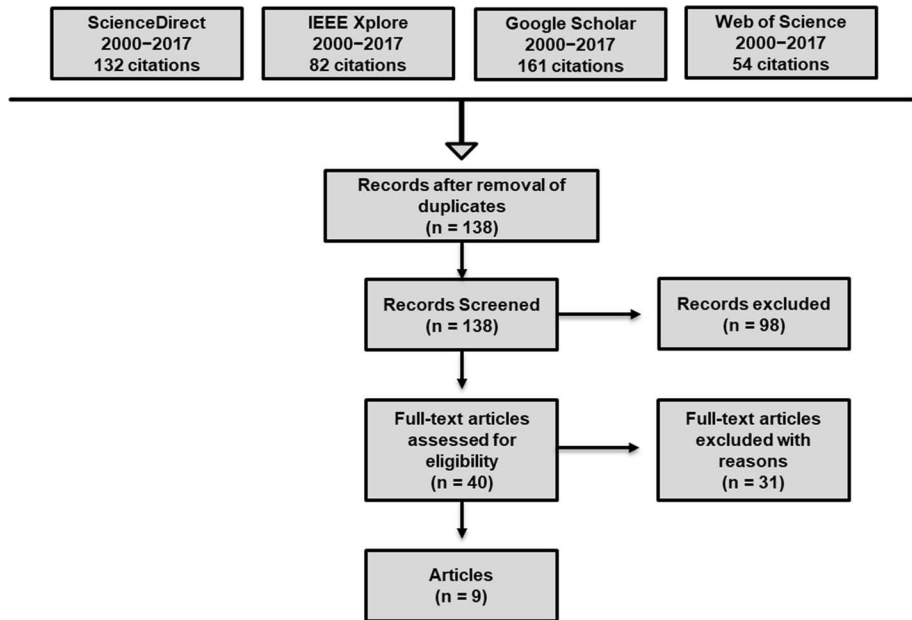 ScienceDirect
2000−2017
132 citations
IEEE Xplore
2000−2017
82 citations
Google Scholar
2000−2017
161 citations
Web of Science
2000−2017
54 citations
Records after removal of
duplicates
(n = 138)
Records Screened
(n = 138)
Records excluded
(n = 98)
Full-text articles
assessed for
eligibility
(n = 40)
Full-text articles
excluded with
reasons
(n = 31)
Articles
(n = 9)